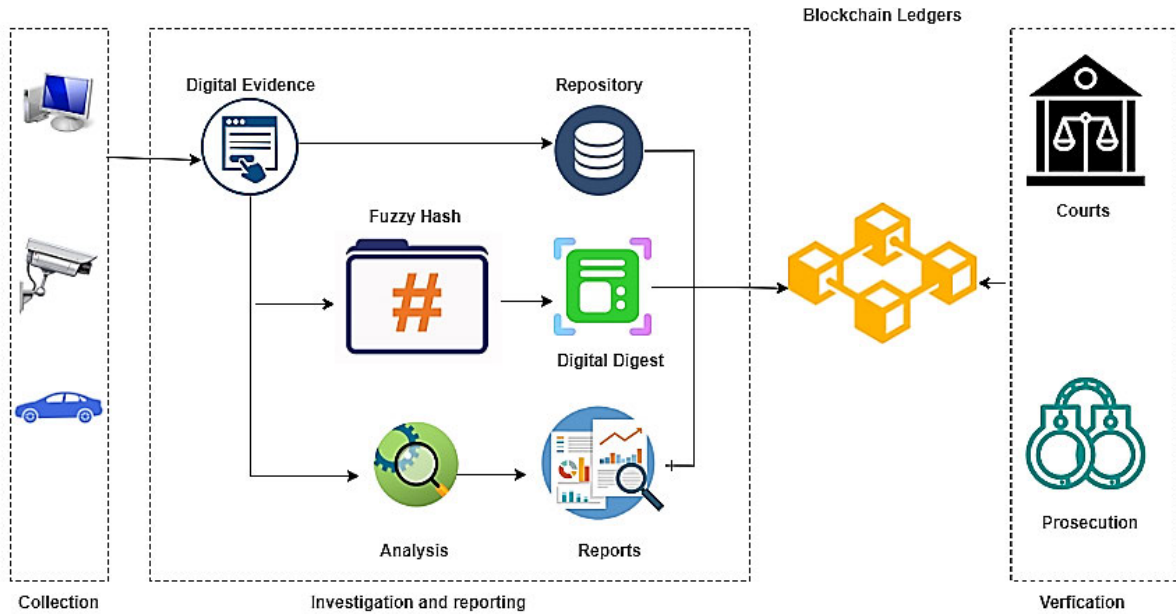 Blockchain Ledgers
Digital Evidence
Repository
Fuzzy Hash
#
Courts
Digital Digest
Prosecution
Analysis
Reports
Collection
Investigation and reporting
Verfication